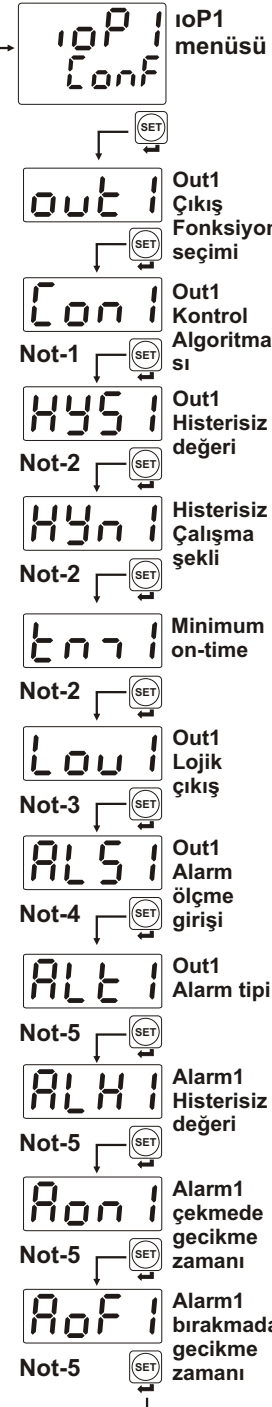 ıoP1
ConF
ıoP1
menüsü
SET
out1
Out1
Çıkış
Fonksiyon
seçimi
SET
Con1
Out1
Kontrol
Algoritma
sı
Not-1
SET
HYS1
Out1
Histerisiz
değeri
Not-2
SET
HYn1
Histerisiz
Çalışma
şekli
Not-2
SET
Minimum
on-time
Not-2
SET
Lou1
Out1
Lojik
çıkış
Not-3
SET
ALS1
Out1
Alarm
ölçme
girişi
Not-4
SET
ALt1
Out1
Alarm tipi
Not-5
SET
ALH1
Alarm1
Histerisiz
değeri
Not-5
SET
Aon1
Alarm1
çekmede
gecikme
zamanı
Not-5
SET
AoF1
Alarm1
bırakmada
gecikme
zamanı
Not-5
SET